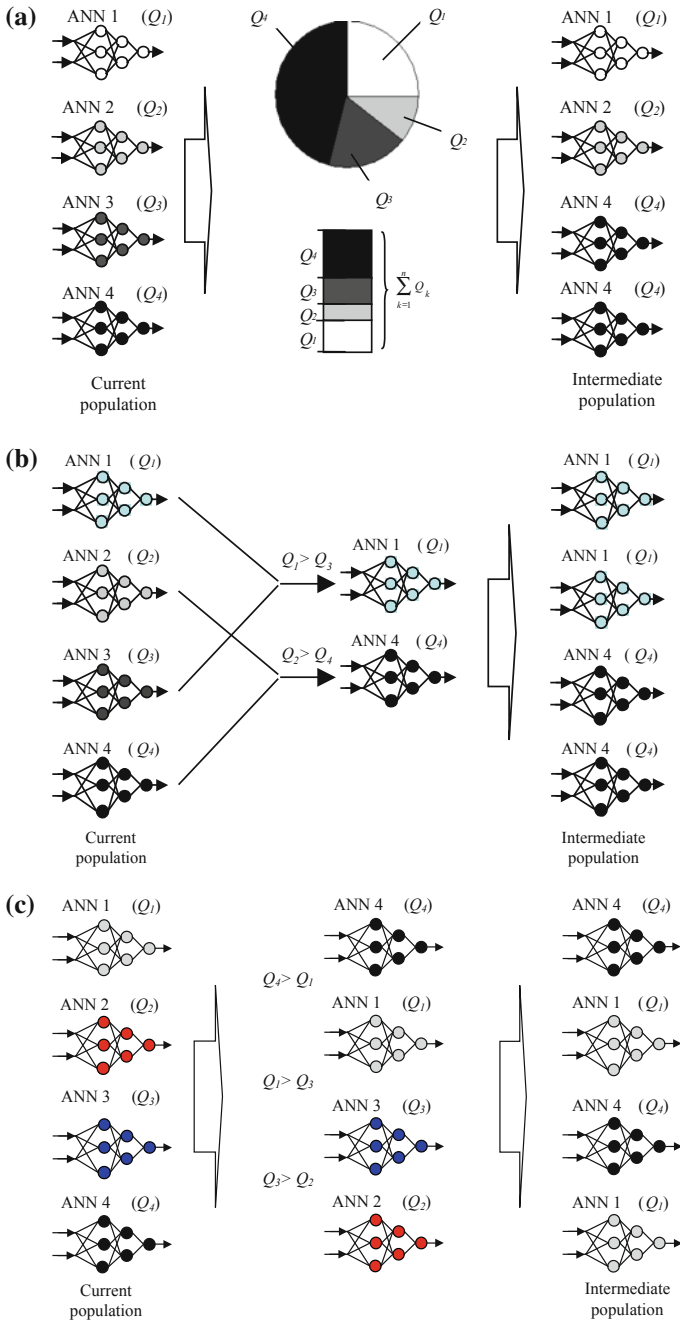 (a)
ANN 1 (Q1)
ANN 2 (Q2)
ANN 3 (Q3)
ANN 4 (Q4)
Current
population
Q4
Q1
Q2
Q3
Q4
Q3
Q2
Q1
n
∑ Q k
k=1
ANN 1 (Q1)
ANN 2 (Q2)
ANN 4 (Q4)
ANN 4 (Q4)
Intermediate
population
(b)
ANN 1 (Q1)
ANN 2 (Q2)
ANN 3 (Q3)
ANN 4 (Q4)
Current
population
Q1> Q3
ANN 1 (Q1)
Q2> Q4
ANN 4 (Q4)
ANN 1 (Q1)
ANN 1 (Q1)
ANN 4 (Q4)
ANN 4 (Q4)
Intermediate
population
(c)
ANN 1 (Q1)
ANN 2 (Q2)
ANN 3 (Q3)
ANN 4 (Q4)
Current
population
ANN 4 (Q4)
Q4> Q1
ANN 1 (Q1)
Q1> Q3
ANN 3 (Q3)
Q3> Q2
ANN 2 (Q2)
ANN 4 (Q4)
ANN 1 (Q1)
ANN 4 (Q4)
ANN 1 (Q1)
Intermediate
population